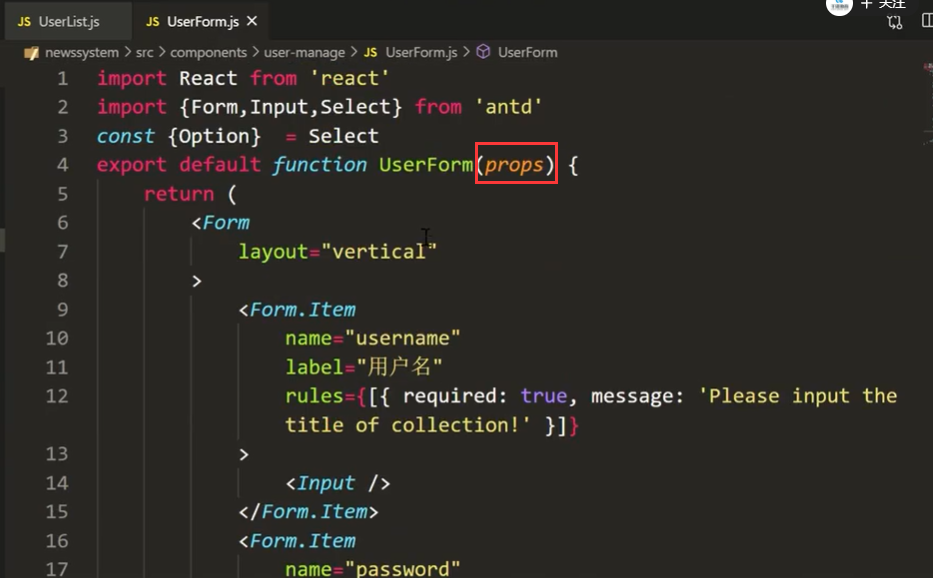 JS UserList.js JS UserForm.js ×
+ 关注
newssystem > src > components > user-manage > JS UserForm.js > UserForm
1 import React from 'react'
2 import {Form,Input,Select} from 'antd'
3 const {Option}  = Select
4 export default function UserForm(props) {
5 return (
6 <Form
7 layout="vertical"
8 >
9 <Form.Item
10 name="username"
11 label="用户名"
12 rules={[{ required: true, message: 'Please input the
title of collection!' }]}
13 >
14 <Input />
15 </Form.Item>
16 <Form.Item
17 name="password"